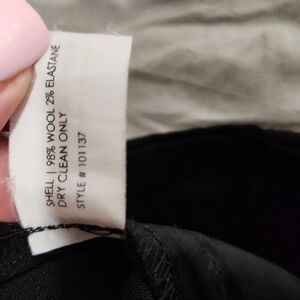 SHELL | 98% WOOL 2% ELASTANE
DRY CLEAN ONLY
STYLE # 101137